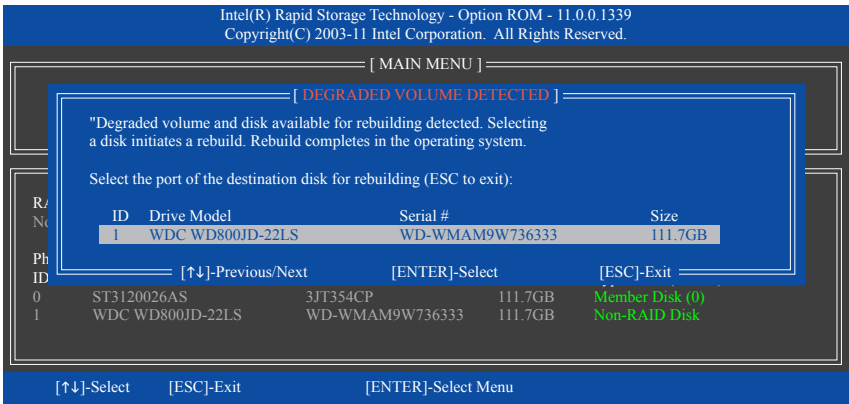 Intel(R) Rapid Storage Technology - Option ROM - 11.0.0.1339
Copyright(C) 2003-11 Intel Corporation. All Rights Reserved.
[ MAIN MENU ]
[ DEGRADED VOLUME DETECTED ]
"Degraded volume and disk available for rebuilding detected. Selecting
a disk initiates a rebuild. Rebuild completes in the operating system.
Select the port of the destination disk for rebuilding (ESC to exit):
ID Drive Model Serial # Size
1 WDC WD800JD-22LS WD-WMAM9W736333 111.7GB
[↑↓]-Previous/Next [ENTER]-Select [ESC]-Exit
ID
0 ST3120026AS 3JT354CP 111.7GB Member Disk (0)
1 WDC WD800JD-22LS WD-WMAM9W736333 111.7GB Non-RAID Disk
[↑↓]-Select [ESC]-Exit [ENTER]-Select Menu